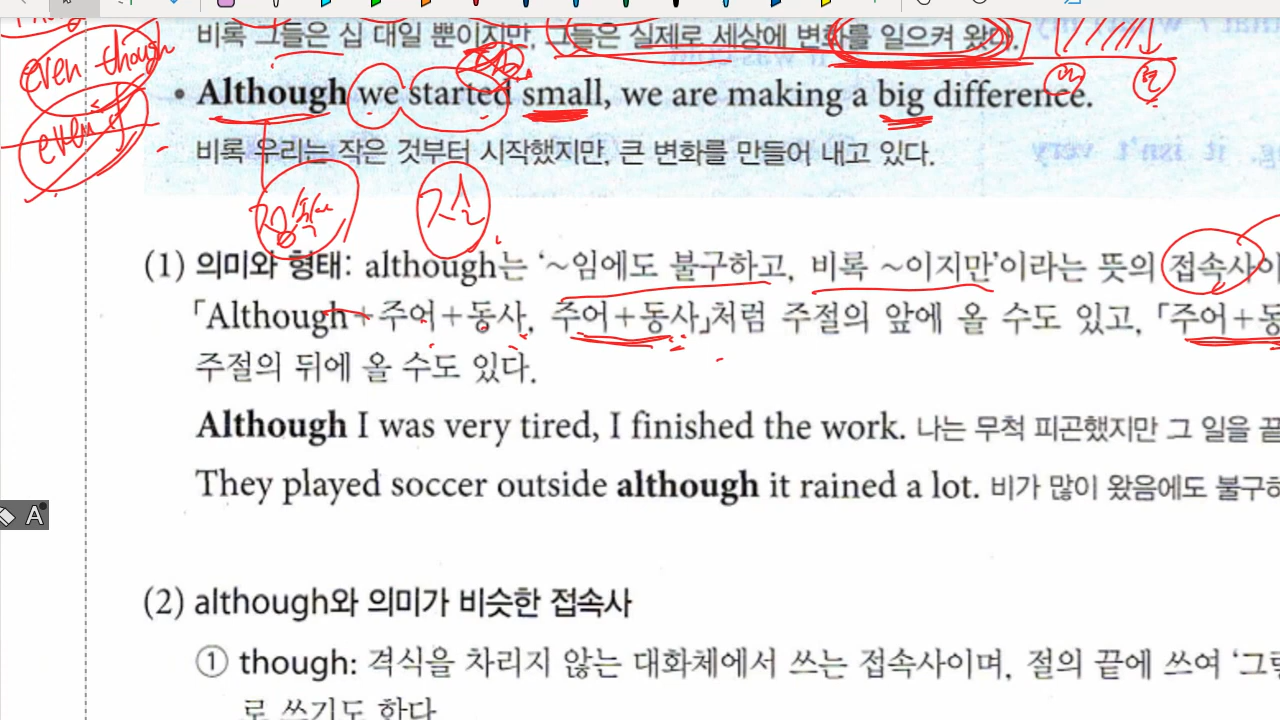 비록 그들은 십 대일 뿐이지만, 그들은 실제로 세상에 변화를 일으켜 왔다.
even though
even if
• Although we started small, we are making a big difference.
비록 우리는 작은 것부터 시작했지만, 큰 변화를 만들어 내고 있다.
it isn't very
(1) 의미와 형태: although는 ‘~임에도 불구하고, 비록 ~이지만’이라는 뜻의 접속사이
「Although+주어+동사, 주어+동사」처럼 주절의 앞에 올 수도 있고, 「주어+동
주절의 뒤에 올 수도 있다.
Although I was very tired, I finished the work. 나는 무척 피곤했지만 그 일을 끝
They played soccer outside although it rained a lot. 비가 많이 왔음에도 불구하
A
(2) although와 의미가 비슷한 접속사
① though: 격식을 차리지 않는 대화체에서 쓰는 접속사이며, 절의 끝에 쓰여 ‘그렇
로 쓰기도 한다